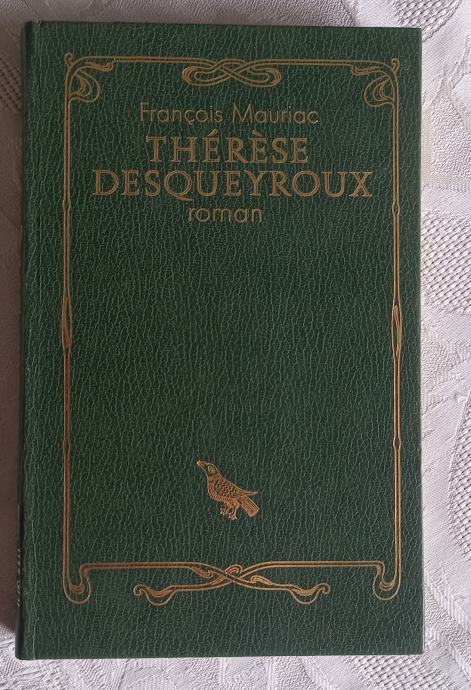 François Mauriac
THÉRÈSE
DESQUEYROUX
roman